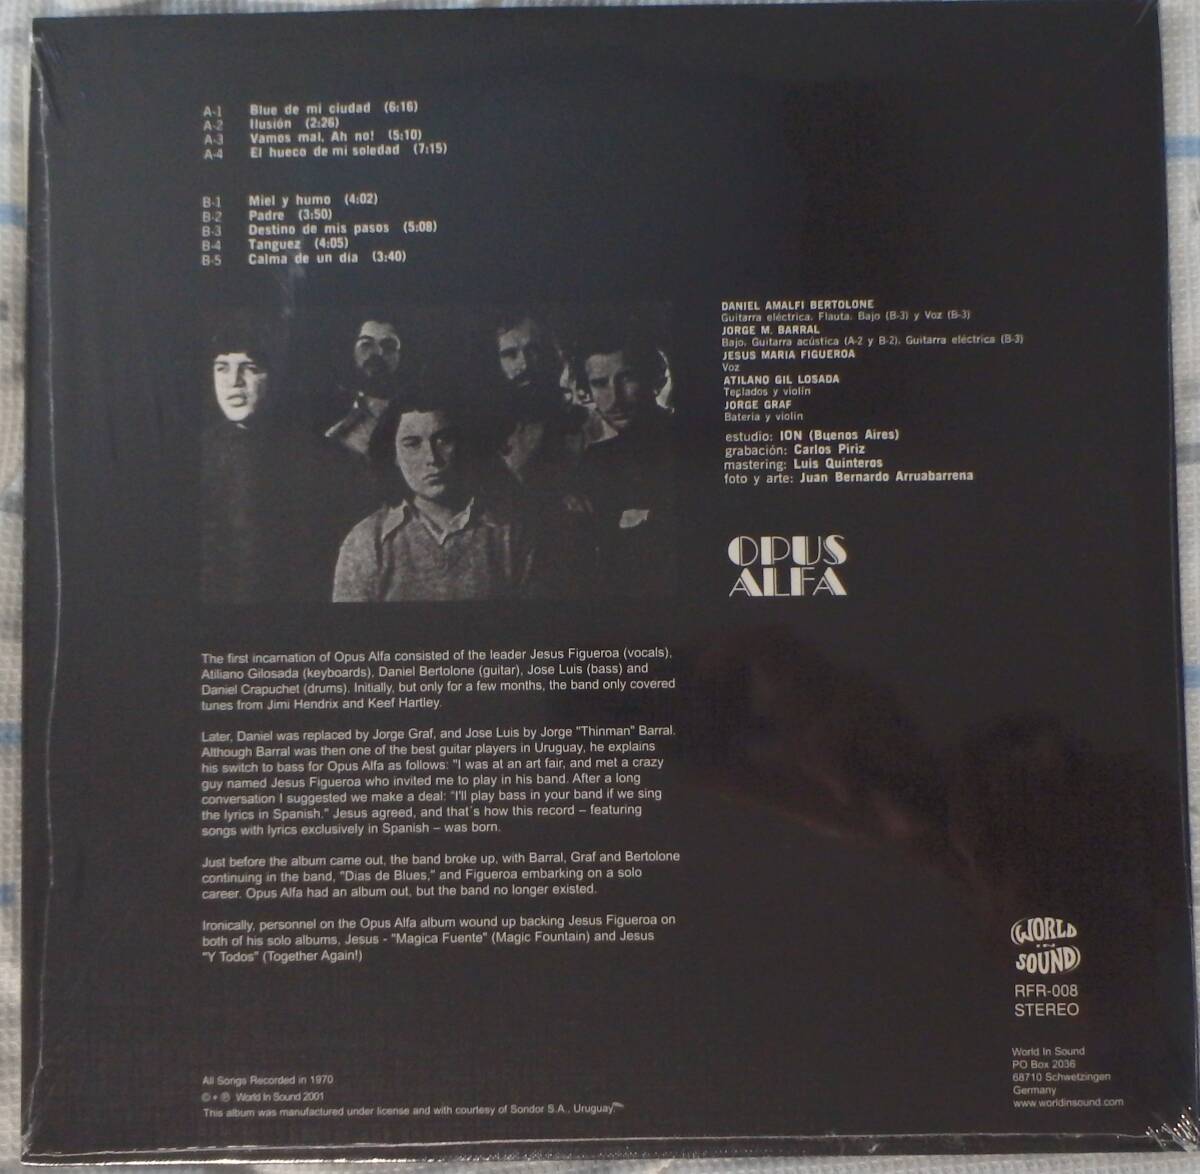 A-1 Blue de mi ciudad (6:16)
A-2 Ilusión (2:26)
A-3 Vamos mal, Ah no! (5:10)
A-4 El hueco de mi soledad (7:15)
B-1 Miel y humo (4:02)
B-2 Padre (3:50)
B-3 Destino de mis pasos (5:08)
B-4 Tanguez (4:05)
B-5 Calma de un día (3:40)
DANIEL AMALFI BERTOLONE
Guitarra eléctrica, Flauta, Bajo (B-3) y Voz (B-3)
JORGE M. BARRAL
Bajo, Guitarra acústica (A-2 y B-2), Guitarra eléctrica (B-3)
JESUS MARIA FIGUEROA
Voz
ATILANO GIL LOSADA
Teclados y violín
JORGE GRAF
Batería y violín
estudio: ION (Buenos Aires)
grabación: Carlos Piriz
mastering: Luis Quinteros
foto y arte: Juan Bernardo Arruabarrena
OPUS
ALFA
The first incarnation of Opus Alfa consisted of the leader Jesus Figueroa (vocals),
Atiliano Gilosada (keyboards), Daniel Bertolone (guitar), Jose Luis (bass) and
Daniel Crapuchet (drums). Initially, but only for a few months, the band only covered
tunes from Jimi Hendrix and Keef Hartley.
Later, Daniel was replaced by Jorge Graf, and Jose Luis by Jorge "Thinman" Barral.
Although Barral was then one of the best guitar players in Uruguay, he explains
his switch to bass for Opus Alfa as follows: "I was at an art fair, and met a crazy
guy named Jesus Figueroa who invited me to play in his band. After a long
conversation I suggested we make a deal: "I'll play bass in your band if we sing
the lyrics in Spanish." Jesus agreed, and that´s how this record – featuring
songs with lyrics exclusively in Spanish – was born.
Just before the album came out, the band broke up, with Barral, Graf and Bertolone
continuing in the band, "Dias de Blues," and Figueroa embarking on a solo
career. Opus Alfa had an album out, but the band no longer existed.
Ironically, personnel on the Opus Alfa album wound up backing Jesus Figueroa on
both of his solo albums, Jesus - "Magica Fuente" (Magic Fountain) and Jesus
"Y Todos" (Together Again!)
WORLD
IN
SOUND
RFR-008
STEREO
World In Sound
PO Box 2036
68710 Schwetzingen
Germany
www.worldinsound.com
All Songs Recorded in 1970
© + ℗ World In Sound 2001
This album was manufactured under license and with courtesy of Sondor S.A., Uruguay